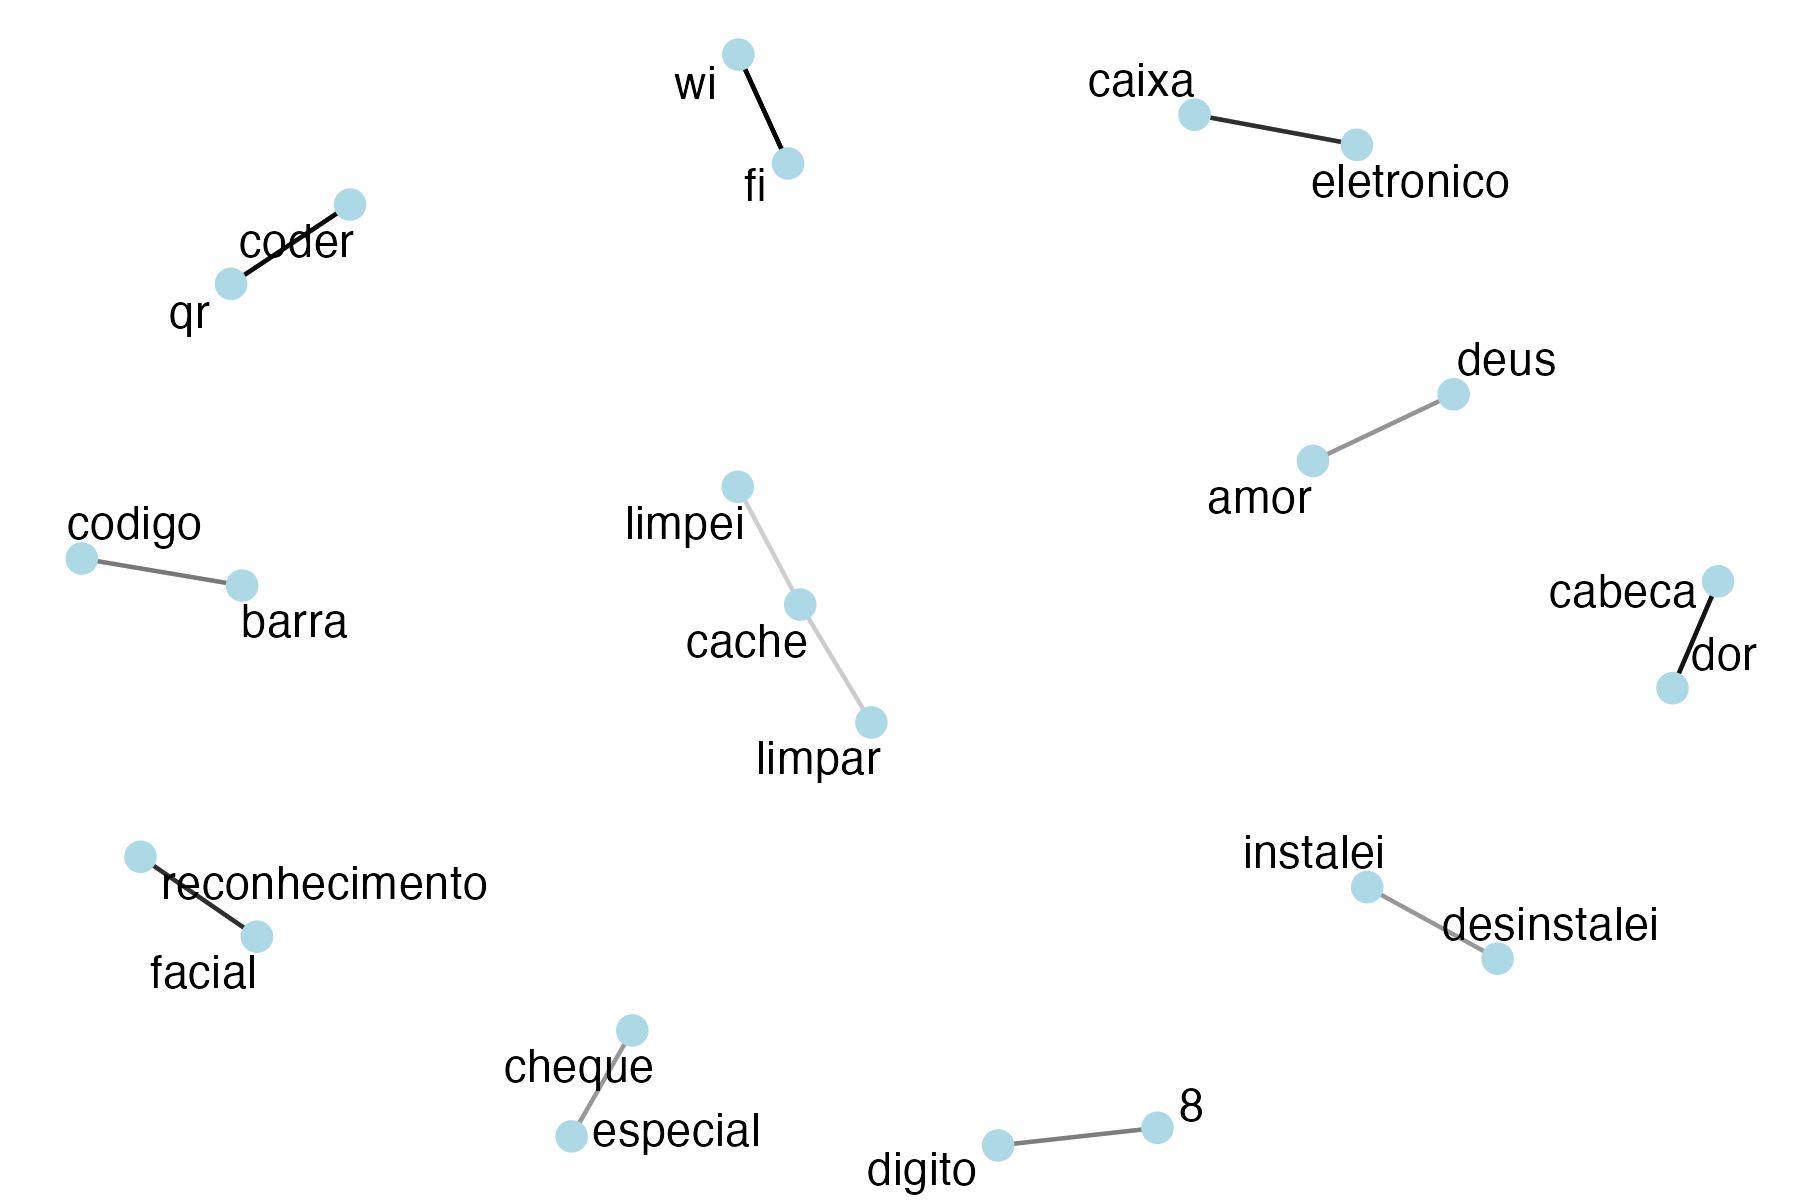 wi
fi
caixa
eletronico
coder
qr
deus
amor
codigo
barra
limpei
cache
limpar
cabeca
dor
reconhecimento
facial
instalei
desinstalei
cheque
especial
8
digito